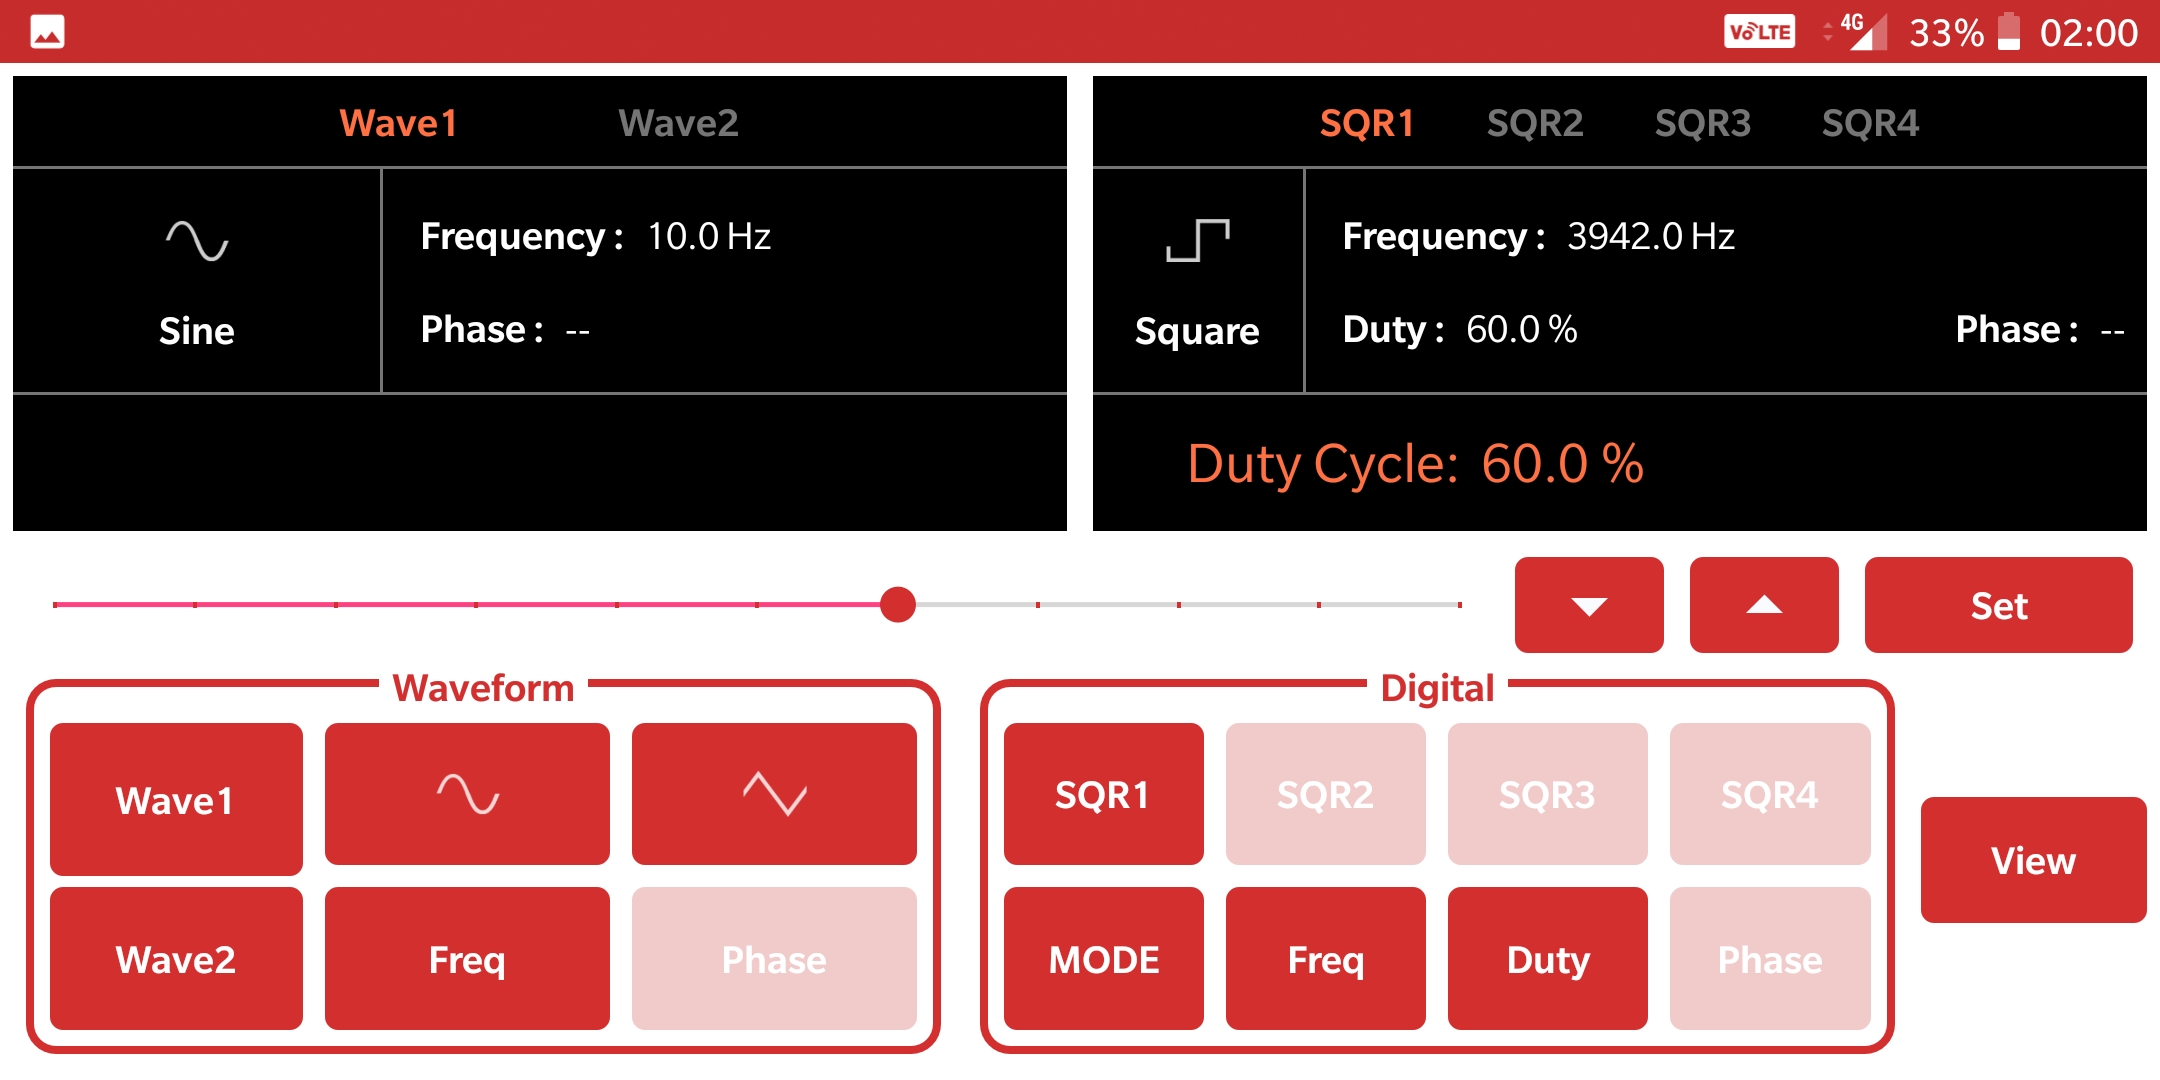 VoLTE 4G 33% 02:00
Wave1 Wave2
Sine
Frequency : 10.0 Hz
Phase : --
SQR1 SQR2 SQR3 SQR4
Square
Frequency : 3942.0 Hz
Duty : 60.0 % Phase : --
Duty Cycle: 60.0 %
Set
Waveform
Wave1
Wave2 Freq Phase
Digital
SQR1 SQR2 SQR3 SQR4
MODE Freq Duty Phase
View